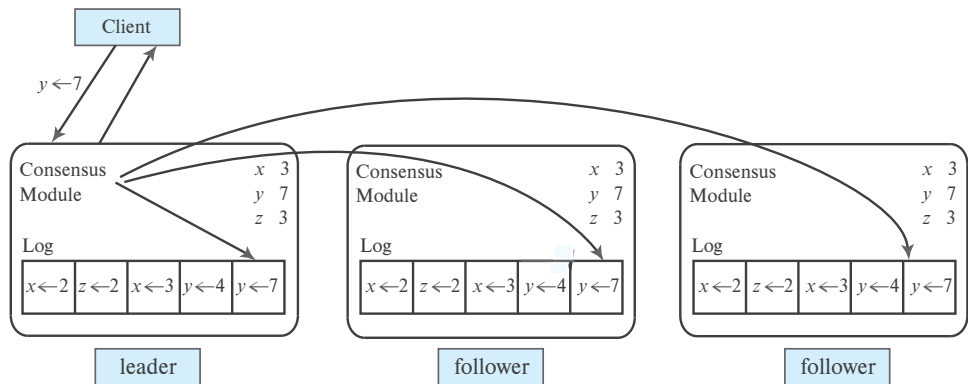 Client
y←7
Consensus
Module
x 3
y 7
z 3
Log
x←2 z←2 x←3 y←4 y←7
leader
Consensus
Module
x 3
y 7
z 3
Log
x←2 z←2 x←3 y←4 y←7
follower
Consensus
Module
x 3
y 7
z 3
Log
x←2 z←2 x←3 y←4 y←7
follower